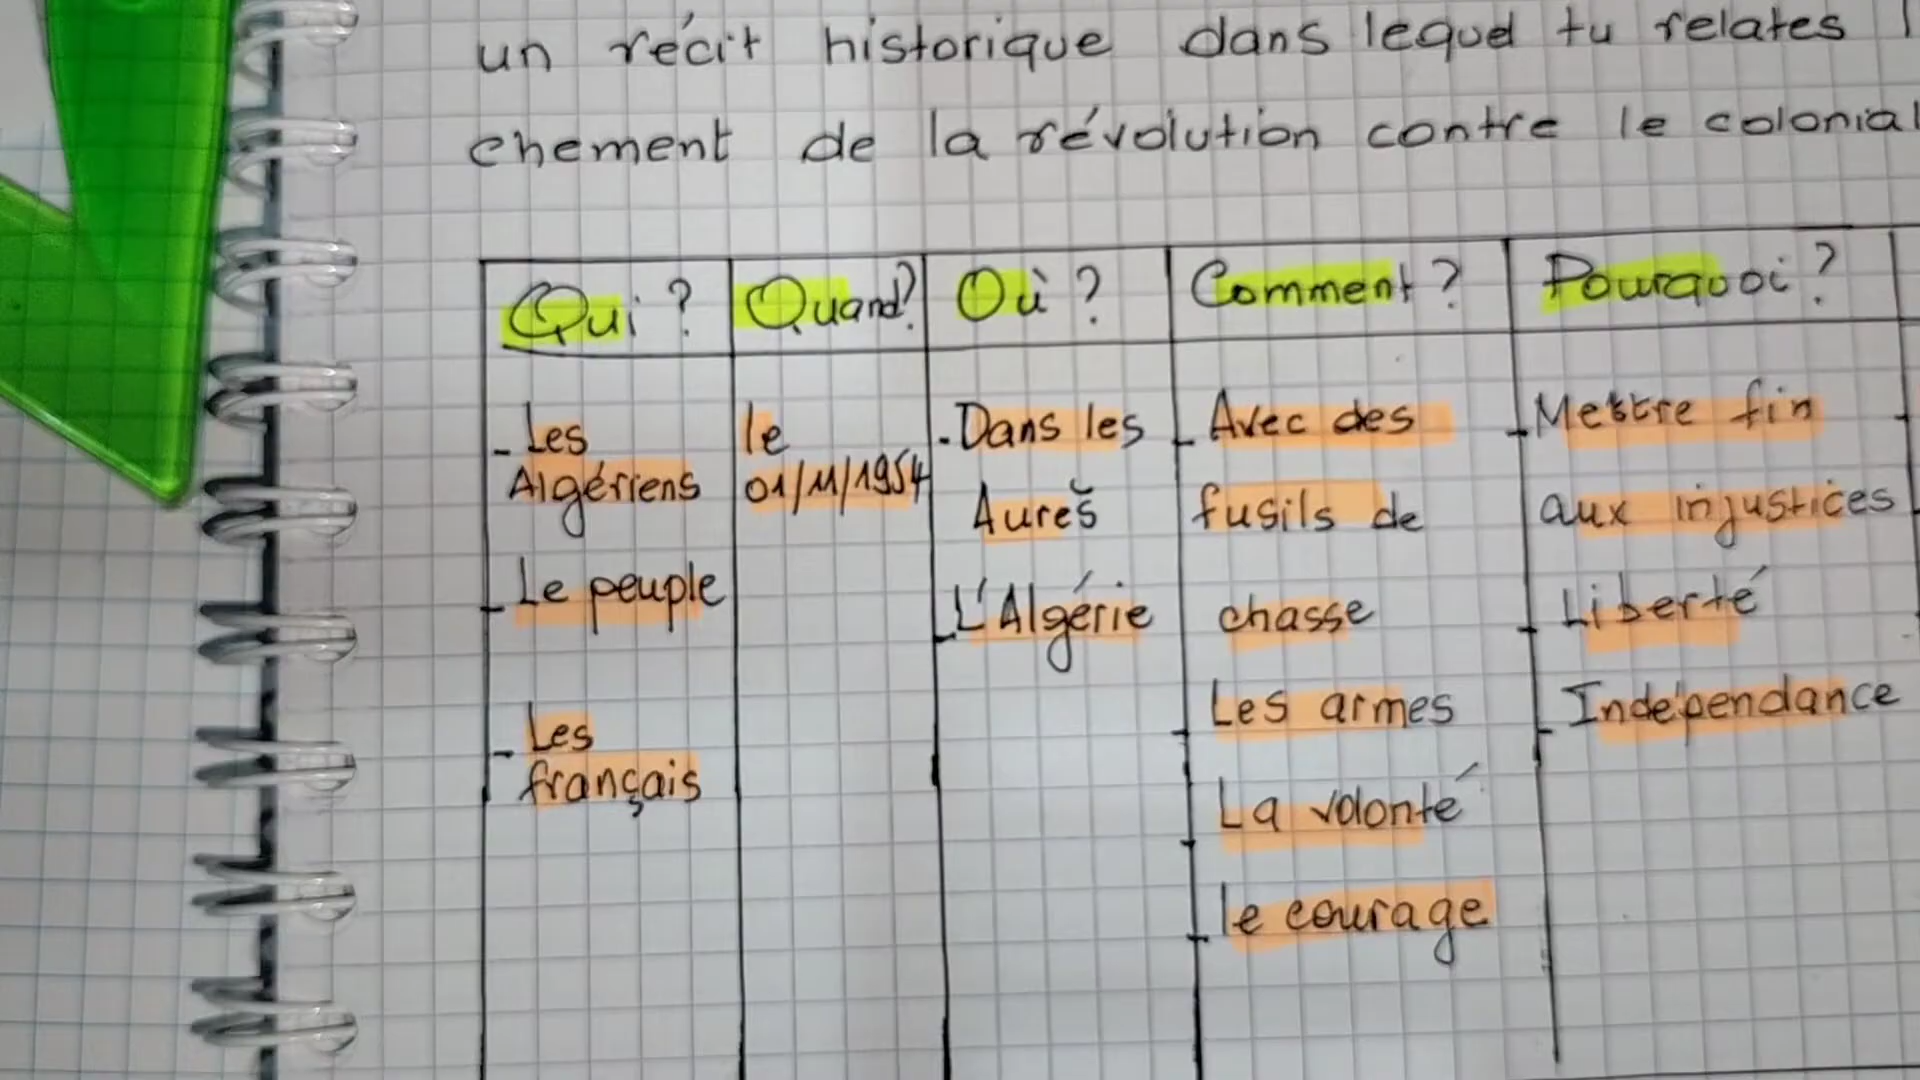 un récit historique dans lequel tu relates
chement de la révolution contre le colonial
Qui ?
Quand ?
Où ?
Comment ?
Pourquoi ?
- Les
Algériens
- Le peuple
- Les
français
le
01/11/1954
- Dans les
Aurès
- L'Algérie
- Avec des
fusils de
chasse
- Les armes
- La volonté
- le courage
- Mettre fin
aux injustices
- Liberté
- Indépendance